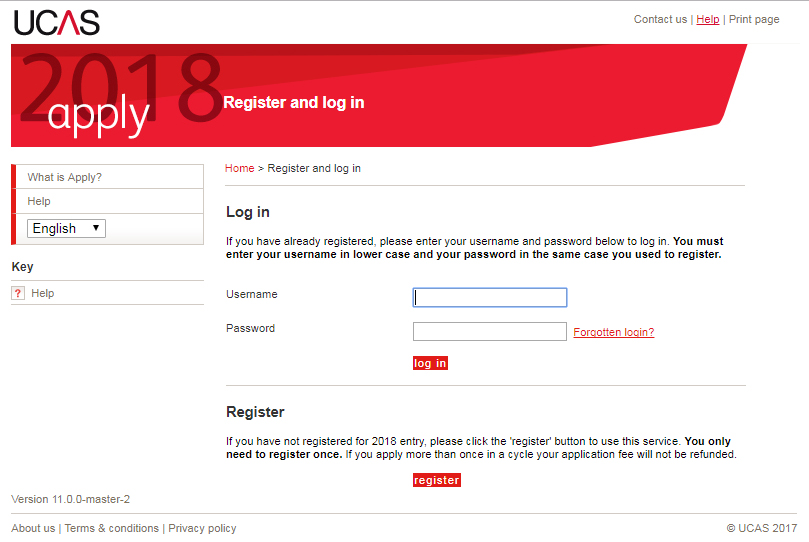 UCAS
Contact us | Help | Print page
2018
apply
Register and log in
What is Apply?
Help
English
Key
? Help
Home > Register and log in
Log in
If you have already registered, please enter your username and password below to log in. You must
enter your username in lower case and your password in the same case you used to register.
Username
Password
Forgotten login?
log in
Register
If you have not registered for 2018 entry, please click the 'register' button to use this service. You only
need to register once. If you apply more than once in a cycle your application fee will not be refunded.
register
Version 11.0.0-master-2
About us | Terms & conditions | Privacy policy
© UCAS 2017